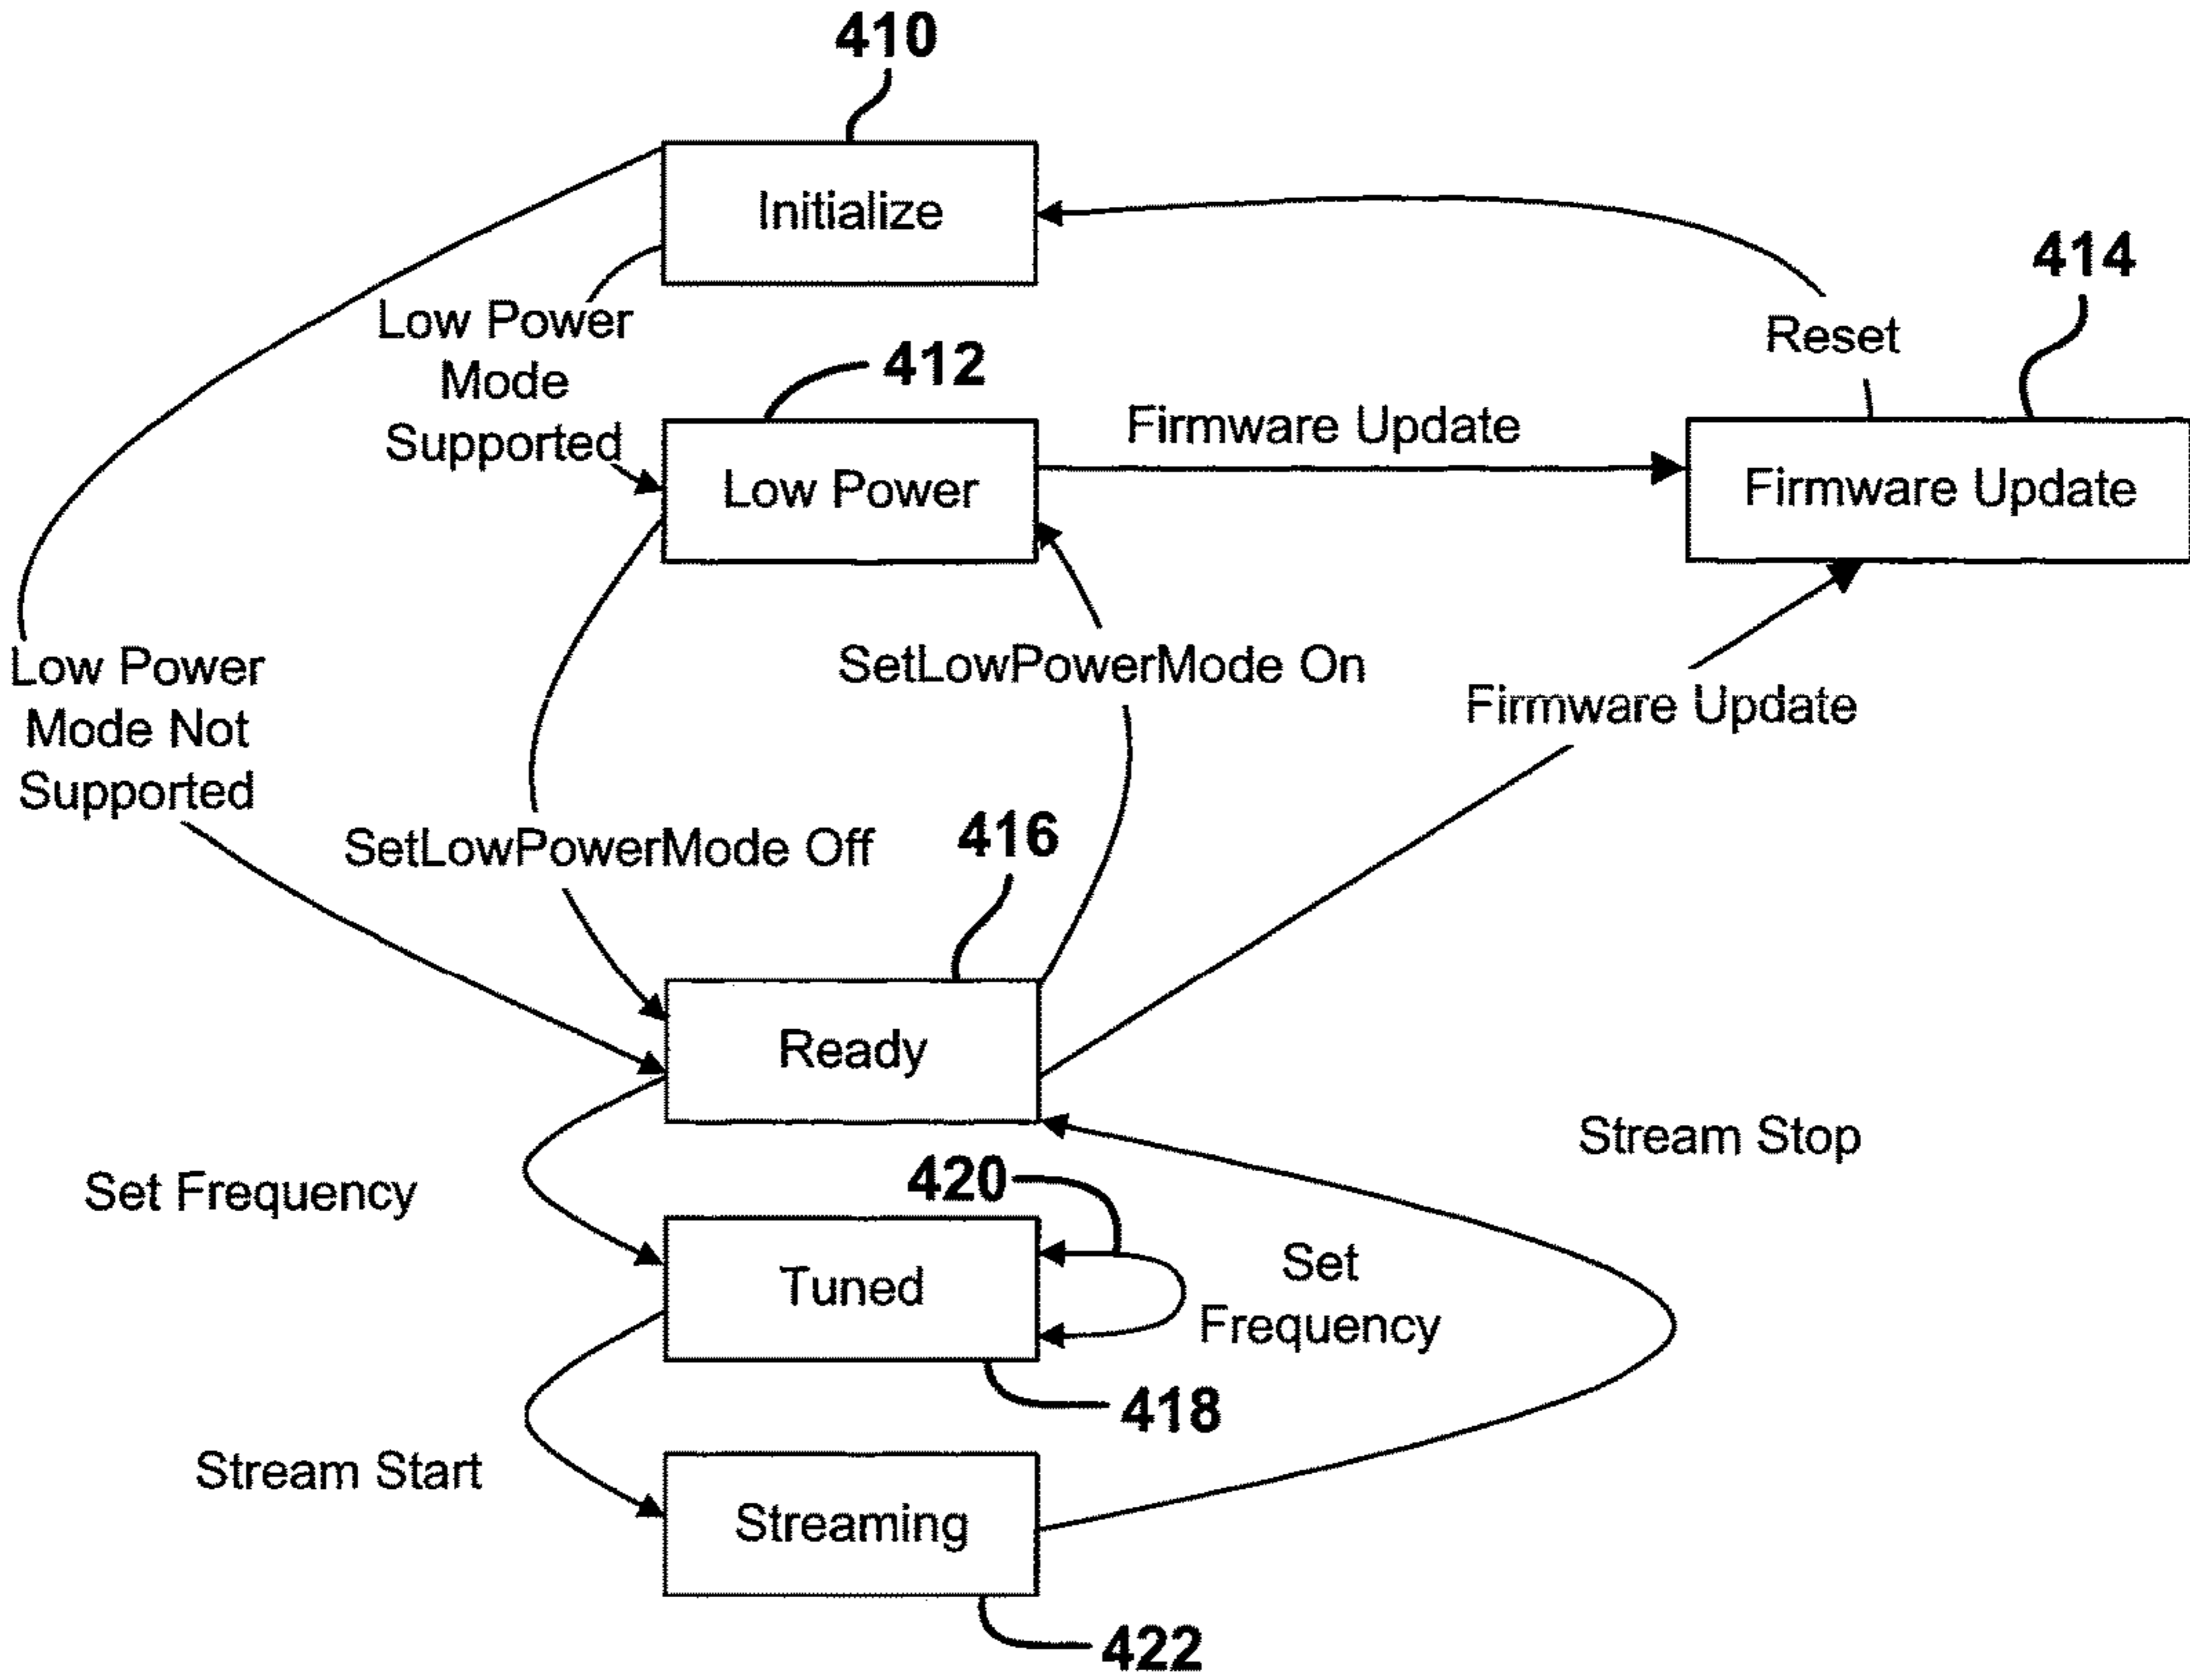 410
Initialize
414
Low Power
Mode
Supported
Reset
412
Firmware Update
Low Power
Firmware Update
Low Power
Mode Not
Supported
SetLowPowerMode On
Firmware Update
SetLowPowerMode Off
416
Ready
Stream Stop
Set Frequency
420
Tuned
Set
Frequency
418
Stream Start
Streaming
422